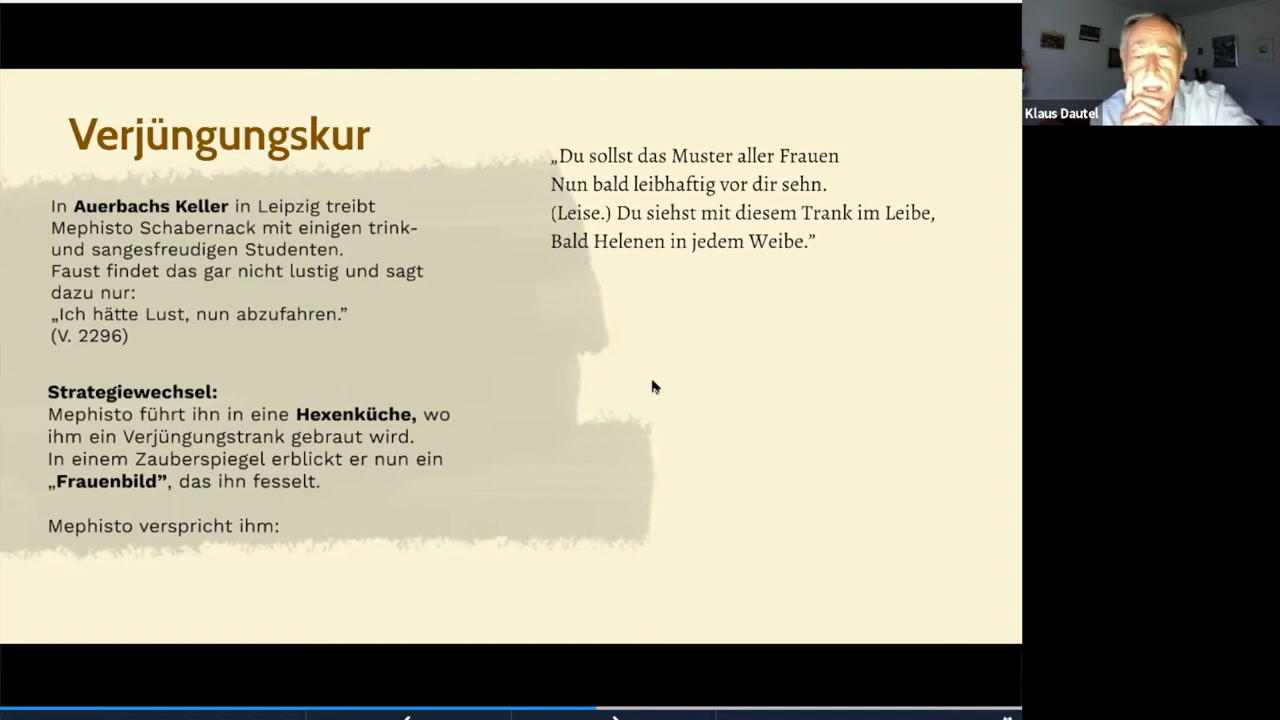 Verjüngungskur
In Auerbachs Keller in Leipzig treibt
Mephisto Schabernack mit einigen trink-
und sangesfreudigen Studenten.
Faust findet das gar nicht lustig und sagt
dazu nur:
„Ich hätte Lust, nun abzufahren.”
(V. 2296)
Strategiewechsel:
Mephisto führt ihn in eine Hexenküche, wo
ihm ein Verjüngungstrank gebraut wird.
In einem Zauberspiegel erblickt er nun ein
„Frauenbild”, das ihn fesselt.
Mephisto verspricht ihm:
„Du sollst das Muster aller Frauen
Nun bald leibhaftig vor dir sehn.
(Leise.) Du siehst mit diesem Trank im Leibe,
Bald Helenen in jedem Weibe.”
Klaus Dautel